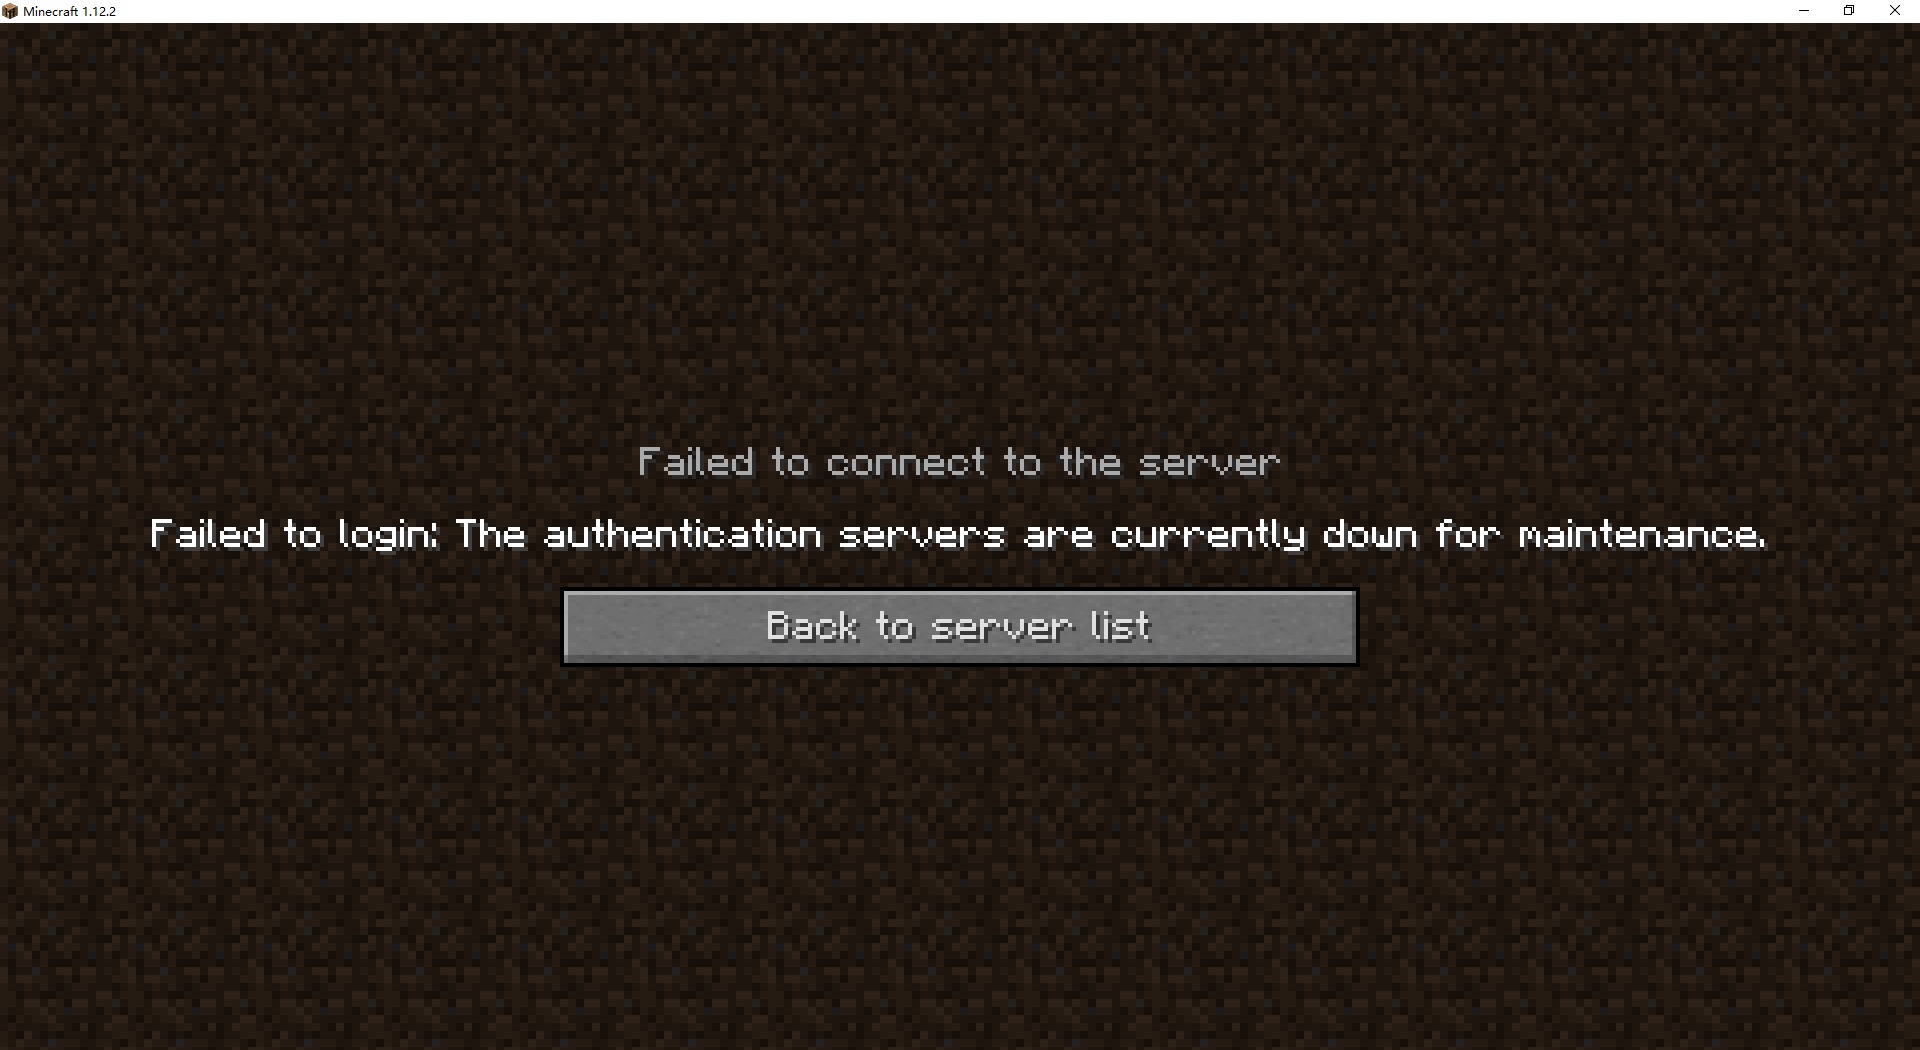 Minecraft 1.12.2
Failed to connect to the server
Failed to login: The authentication servers are currently down for maintenance.
Back to server list